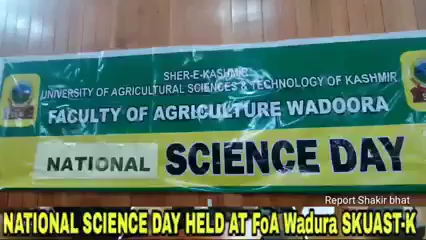 SHER-E-KASHMIR
UNIVERSITY OF AGRICULTURAL SCIENCES & TECHNOLOGY OF KASHMIR
FACULTY OF AGRICULTURE WADOORA
NATIONAL SCIENCE DAY
Report Shakir bhat
NATIONAL SCIENCE DAY HELD AT FoA Wadura SKUAST-K